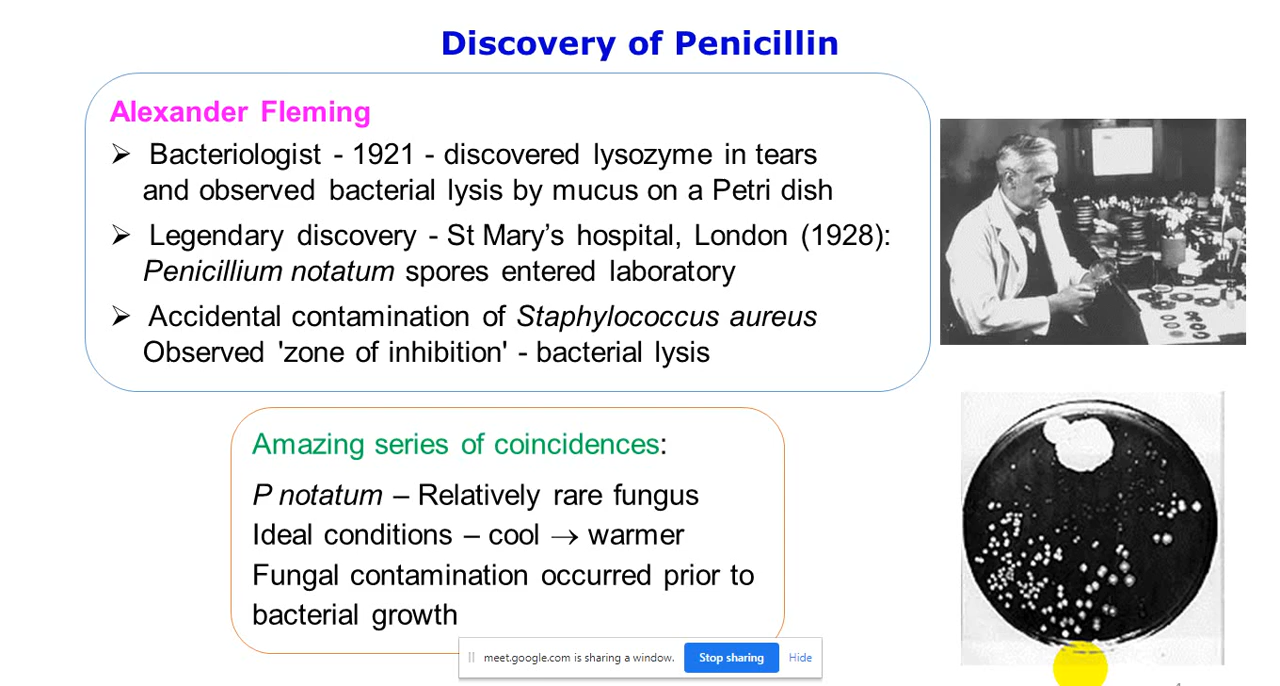 Discovery of Penicillin
Alexander Fleming
➢ Bacteriologist - 1921 - discovered lysozyme in tears
and observed bacterial lysis by mucus on a Petri dish
➢ Legendary discovery - St Mary’s hospital, London (1928):
Penicillium notatum spores entered laboratory
➢ Accidental contamination of Staphylococcus aureus
Observed 'zone of inhibition' - bacterial lysis
Amazing series of coincidences:
P notatum – Relatively rare fungus
Ideal conditions – cool → warmer
Fungal contamination occurred prior to
bacterial growth
meet.google.com is sharing a window. Stop sharing Hide